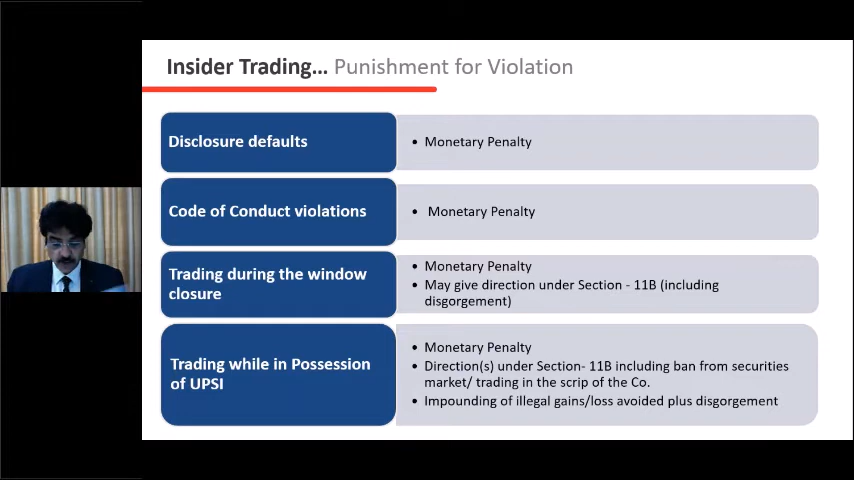 Insider Trading... Punishment for Violation
Disclosure defaults
• Monetary Penalty
Code of Conduct violations
• Monetary Penalty
Trading during the window
closure
• Monetary Penalty
• May give direction under Section - 11B (including
disgorgement)
Trading while in Possession
of UPSI
• Monetary Penalty
• Direction(s) under Section- 11B including ban from securities
market/ trading in the scrip of the Co.
• Impounding of illegal gains/loss avoided plus disgorgement